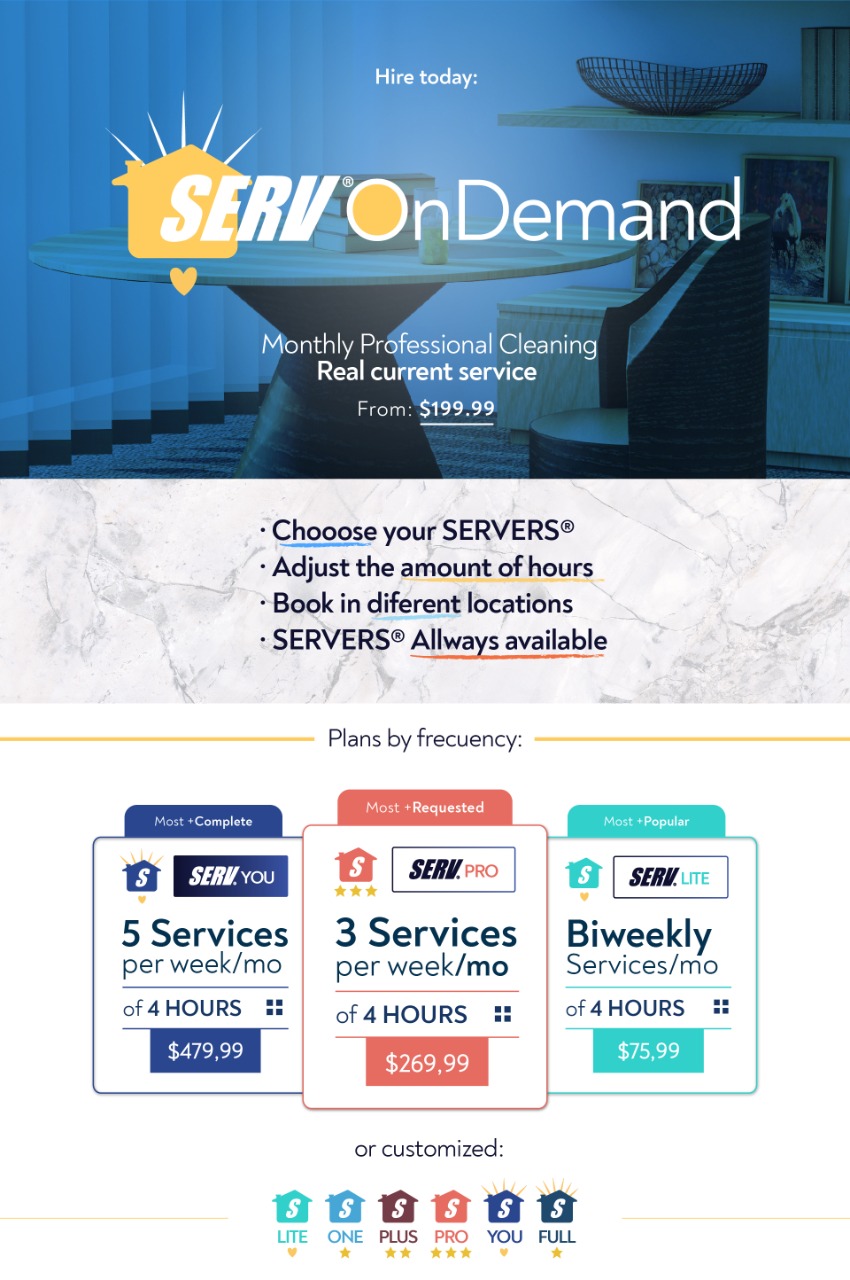 Hire today:
SERV® OnDemand
Monthly Professional Cleaning
Real current service
From: $199.99
· Chooose your SERVERS®
· Adjust the amount of hours
· Book in diferent locations
· SERVERS® Allways available
Plans by frecuency:
Most +Complete
S SERV. YOU
5 Services
per week/mo
of 4 HOURS
$479,99
Most +Requested
S SERV. PRO
3 Services
per week/mo
of 4 HOURS
$269,99
Most +Popular
S SERV. LITE
Biweekly
Services/mo
of 4 HOURS
$75,99
or customized:
S S S S S S
LITE ONE PLUS PRO YOU FULL